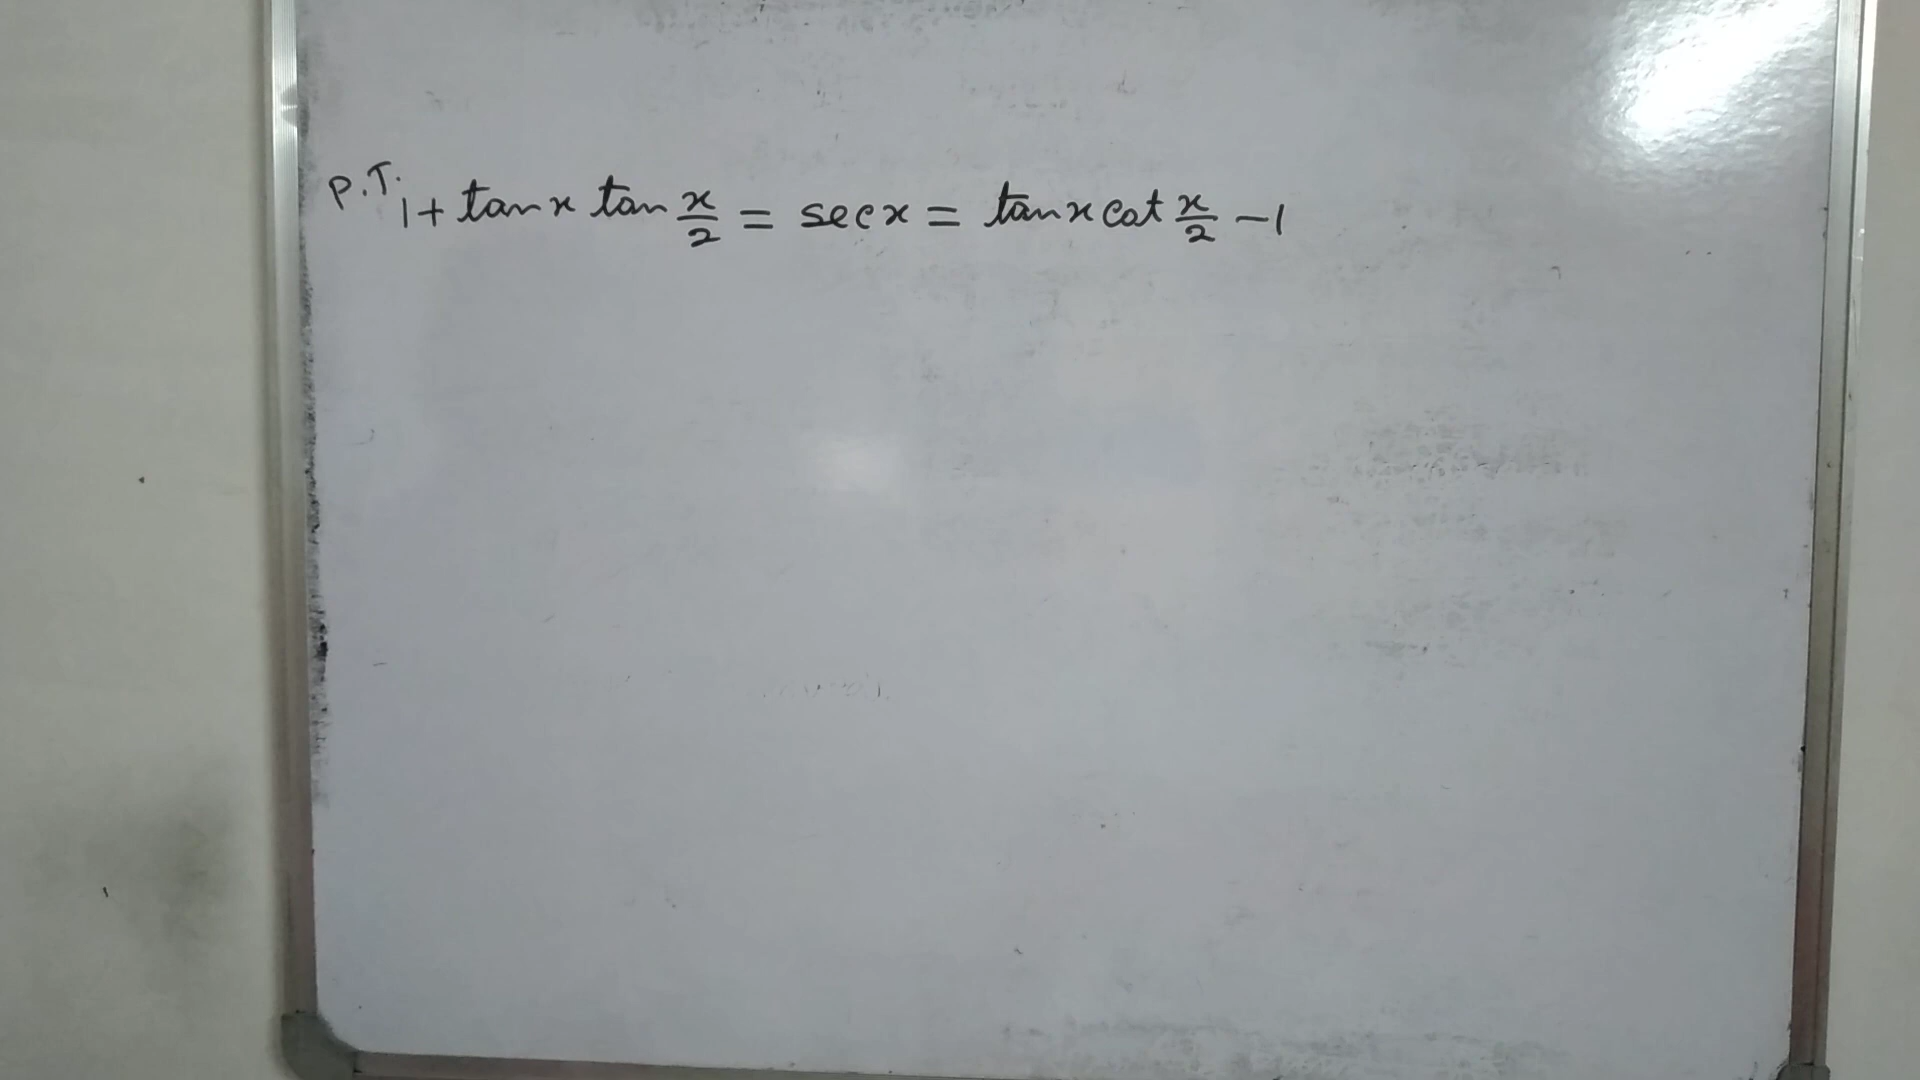 P.T. 1 + tan x tan x/2 = sec x = tan x cot x/2 - 1